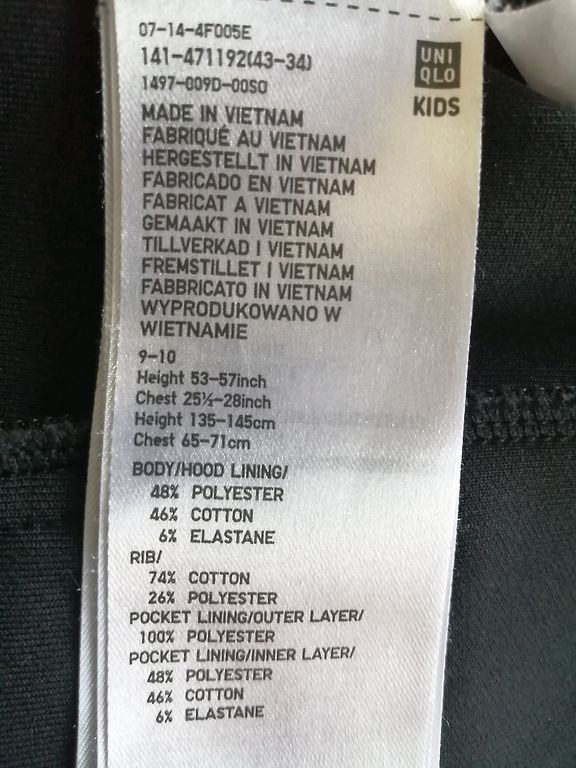 07-14-4F005E
141-471192(43-34)
1497-009D-00S0
UNI
QLO
KIDS
MADE IN VIETNAM
FABRIQUÉ AU VIETNAM
HERGESTELLT IN VIETNAM
FABRICADO EN VIETNAM
FABRICAT A VIETNAM
GEMAAKT IN VIETNAM
TILLVERKAD I VIETNAM
FREMSTILLET I VIETNAM
FABBRICATO IN VIETNAM
WYPRODUKOWANO W
WIETNAMIE
9-10
Height 53-57inch
Chest 25½-28inch
Height 135-145cm
Chest 65-71cm
BODY/HOOD LINING/
48% POLYESTER
46% COTTON
6% ELASTANE
RIB/
74% COTTON
26% POLYESTER
POCKET LINING/OUTER LAYER/
100% POLYESTER
POCKET LINING/INNER LAYER/
48% POLYESTER
46% COTTON
6% ELASTANE